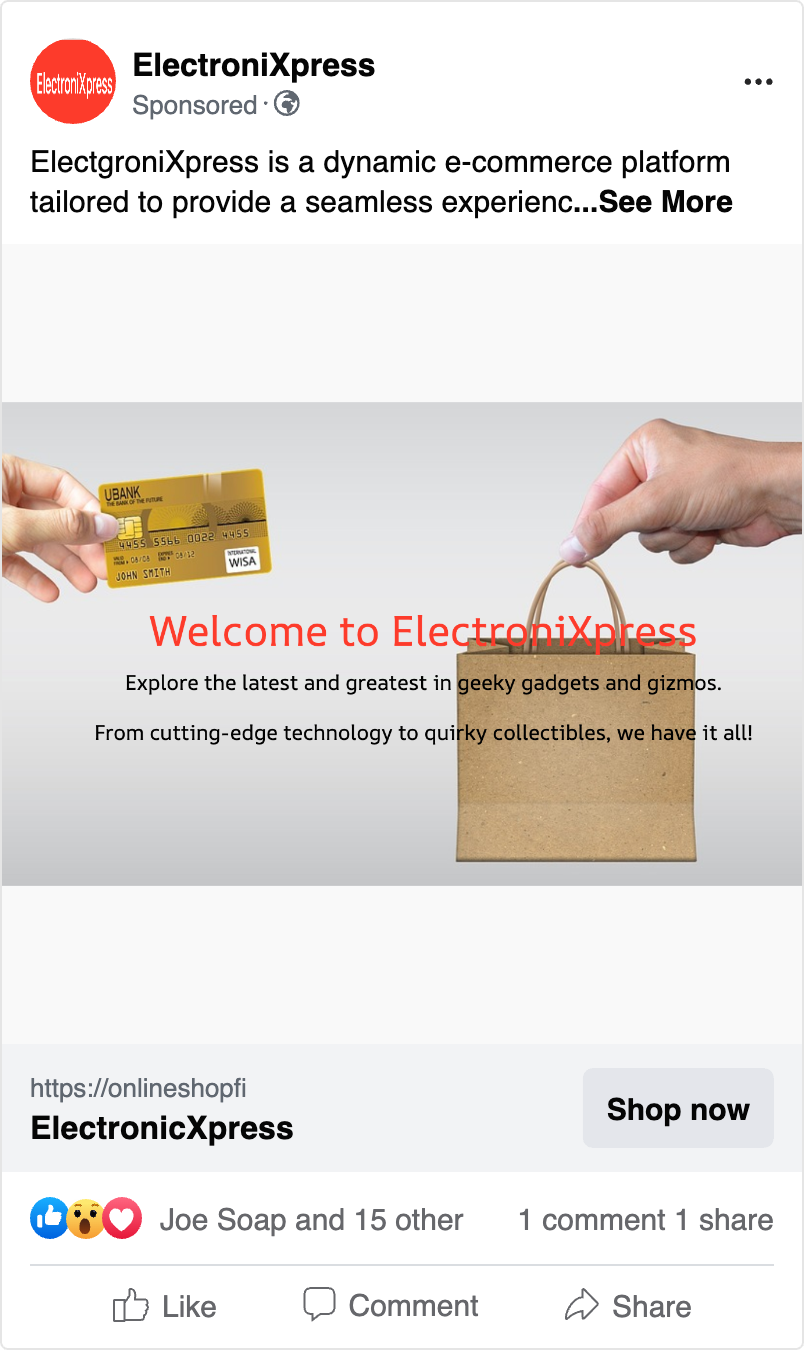 ElectroniXpress
ElectroniXpress
Sponsored ·
ElectgroniXpress is a dynamic e-commerce platform
tailored to provide a seamless experienc...See More
UBANK
THE BANK OF THE FUTURE
4455 5566 0022 4455
VALID FROM 08/08 EXPIRES END 08/12
JOHN SMITH
INTERNATIONAL
WISA
Welcome to ElectroniXpress
Explore the latest and greatest in geeky gadgets and gizmos.
From cutting-edge technology to quirky collectibles, we have it all!
https://onlineshopfi
ElectronicXpress
Shop now
Joe Soap and 15 other 1 comment 1 share
Like Comment Share